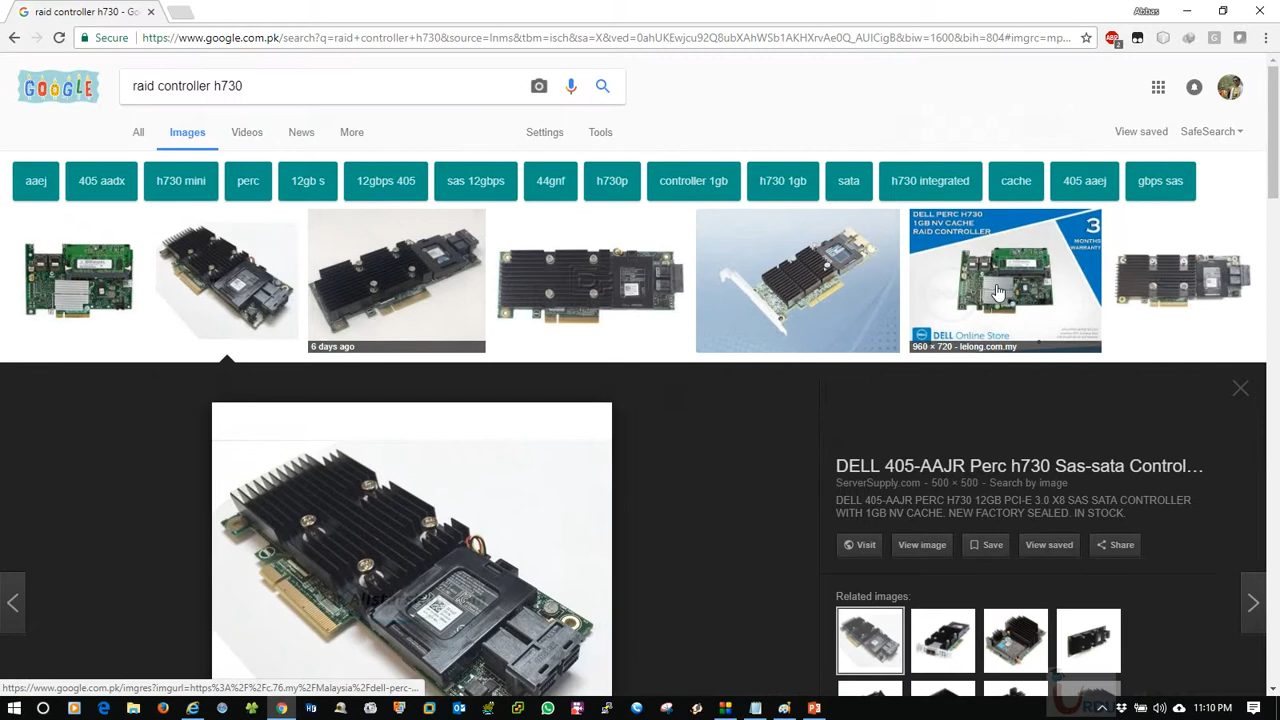 raid controller h730 - Go
Abbas
Secure
https://www.google.com.pk/search?q=raid+controller+h730&source=lnms&tbm=isch&sa=X&ved=0ahUKEwjcu92Q8ubXAhWSb1AKHXrvAe0Q_AUICigB&biw=1600&bih=804#imgrc=mp...
GOOGLE
raid controller h730
All
Images
Videos
News
More
Settings
Tools
View saved
SafeSearch
aaej
405 aadx
h730 mini
perc
12gb s
12gbps 405
sas 12gbps
44gnf
h730p
controller 1gb
h730 1gb
sata
h730 integrated
cache
405 aaej
gbps sas
DELL PERC H730
1GB NV CACHE
RAID CONTROLLER
3
MONTHS
WARRANTY
DELL Online Store
6 days ago
960 × 720 - lelong.com.my
DELL 405-AAJR Perc h730 Sas-sata Control...
ServerSupply.com - 500 × 500 - Search by image
DELL 405-AAJR PERC H730 12GB PCI-E 3.0 X8 SAS SATA CONTROLLER
WITH 1GB NV CACHE. NEW FACTORY SEALED. IN STOCK.
Visit
View image
Save
View saved
Share
Related images:
https://www.google.com.pk/imgres?imgurl=https%3A%2F%2Fc.76.my%2FMalaysia%2Fdell-perc-...
11:10 PM